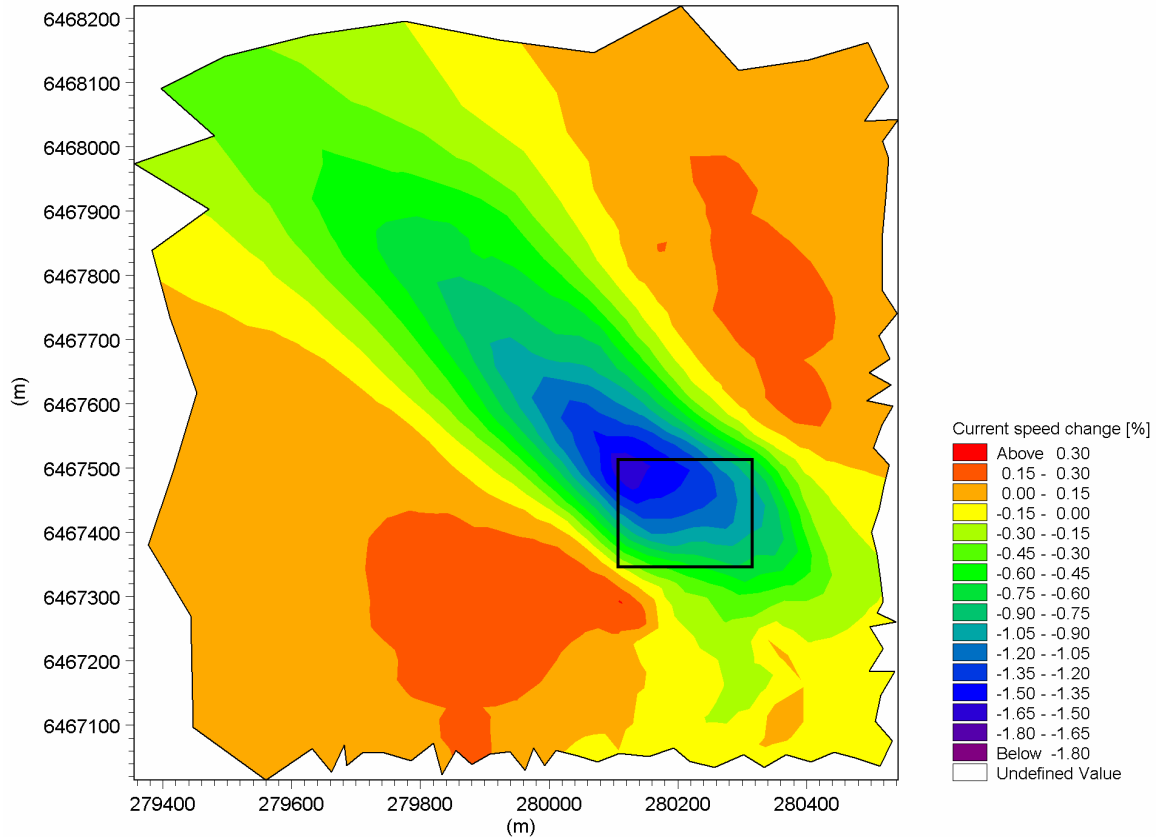 6468200
6468100
6468000
6467900
6467800
6467700
6467600
6467500
6467400
6467300
6467200
6467100
(m)
279400 279600 279800 280000 280200 280400
(m)
Current speed change [%]
Above 0.30
0.15 - 0.30
0.00 - 0.15
-0.15 - 0.00
-0.30 - -0.15
-0.45 - -0.30
-0.60 - -0.45
-0.75 - -0.60
-0.90 - -0.75
-1.05 - -0.90
-1.20 - -1.05
-1.35 - -1.20
-1.50 - -1.35
-1.65 - -1.50
-1.80 - -1.65
Below -1.80
Undefined Value